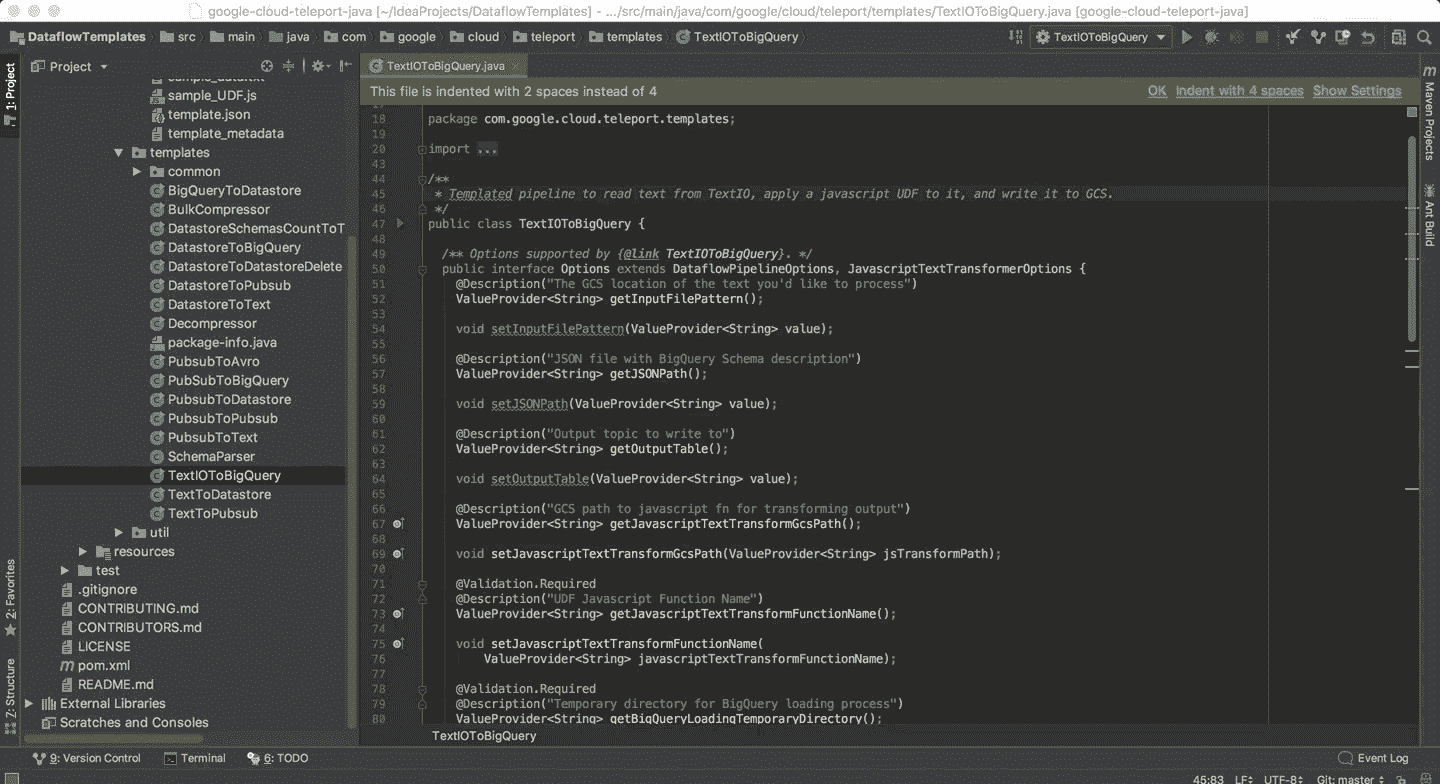 google-cloud-teleport-java [~/IdeaProjects/DataflowTemplates] - .../src/main/java/com/google/cloud/teleport/templates/TextIOToBigQuery.java [google-cloud-teleport-java]
DataflowTemplates src main java com google cloud teleport templates TextIOToBigQuery
TextIOToBigQuery
1: Project
2: Favorites
Z: Structure
Project
sample_UDF.js
template.json
template_metadata
templates
common
BigQueryToDatastore
BulkCompressor
DatastoreSchemasCountToT
DatastoreToBigQuery
DatastoreToDatastoreDelete
DatastoreToPubsub
DatastoreToText
Decompressor
package-info.java
PubsubToAvro
PubSubToBigQuery
PubsubToDatastore
PubsubToPubsub
PubsubToText
SchemaParser
TextIOToBigQuery
TextToDatastore
TextToPubsub
util
resources
test
.gitignore
CONTRIBUTING.md
CONTRIBUTORS.md
LICENSE
pom.xml
README.md
External Libraries
Scratches and Consoles
TextIOToBigQuery.java
This file is indented with 2 spaces instead of 4
OK Indent with 4 spaces Show Settings
18 package com.google.cloud.teleport.templates;
19
20 import ...
43
44 /**
45 * Templated pipeline to read text from TextIO, apply a javascript UDF to it, and write it to GCS.
46 */
47 public class TextIOToBigQuery {
48
49 /** Options supported by {@link TextIOToBigQuery}. */
50 public interface Options extends DataflowPipelineOptions, JavascriptTextTransformerOptions {
51 @Description("The GCS location of the text you'd like to process")
52 ValueProvider<String> getInputFilePattern();
53
54 void setInputFilePattern(ValueProvider<String> value);
55
56 @Description("JSON file with BigQuery Schema description")
57 ValueProvider<String> getJSONPath();
58
59 void setJSONPath(ValueProvider<String> value);
60
61 @Description("Output topic to write to")
62 ValueProvider<String> getOutputTable();
63
64 void setOutputTable(ValueProvider<String> value);
65
66 @Description("GCS path to javascript fn for transforming output")
67 ValueProvider<String> getJavascriptTextTransformGcsPath();
68
69 void setJavascriptTextTransformGcsPath(ValueProvider<String> jsTransformPath);
70
71 @Validation.Required
72 @Description("UDF Javascript Function Name")
73 ValueProvider<String> getJavascriptTextTransformFunctionName();
74
75 void setJavascriptTextTransformFunctionName(
76 ValueProvider<String> javascriptTextTransformFunctionName);
77
78 @Validation.Required
79 @Description("Temporary directory for BigQuery loading process")
80 ValueProvider<String> getBigQueryLoadingTemporaryDirectory();
TextIOToBigQuery
Maven Projects
Ant Build
9: Version Control Terminal 6: TODO
Event Log
45:83 LF UTF-8 Git: master